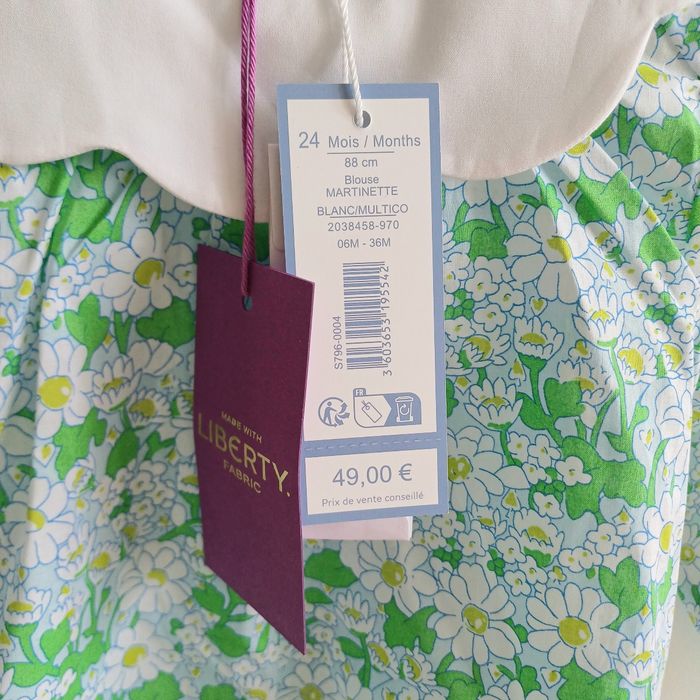 24 Mois / Months
88 cm
Blouse
MARTINETTE
BLANC/MULTICO
2038458-970
06M - 36M
S796-0004
3 603653 195542
FR
49,00 €
Prix de vente conseillé
MADE WITH
LIBERTY.
FABRIC